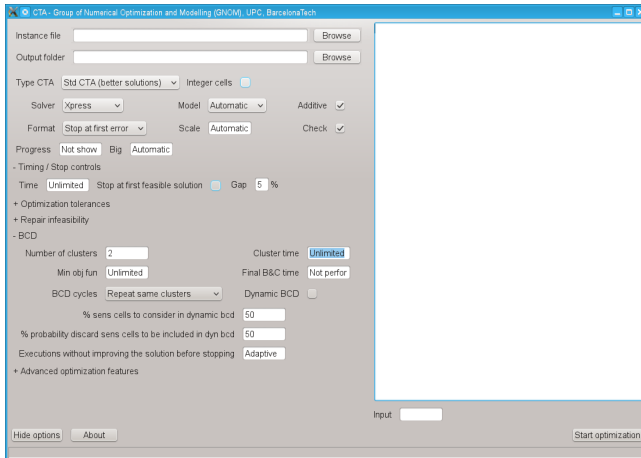 CTA - Group of Numerical Optimization and Modelling (GNOM), UPC, BarcelonaTech
Instance file Browse
Output folder Browse
Type CTA Std CTA (better solutions) Integer cells
Solver Xpress Model Automatic Additive
Format Stop at first error Scale Automatic Check
Progress Not show Big Automatic
- Timing / Stop controls
Time Unlimited Stop at first feasible solution Gap 5 %
+ Optimization tolerances
+ Repair infeasibility
- BCD
Number of clusters 2 Cluster time Unlimited
Min obj fun Unlimited Final B&C time Not perfor
BCD cycles Repeat same clusters Dynamic BCD
% sens cells to consider in dynamic bcd 50
% probability discard sens cells to be included in dyn bcd 50
Executions without improving the solution before stopping Adaptive
+ Advanced optimization features
Input
Hide options About Start optimization